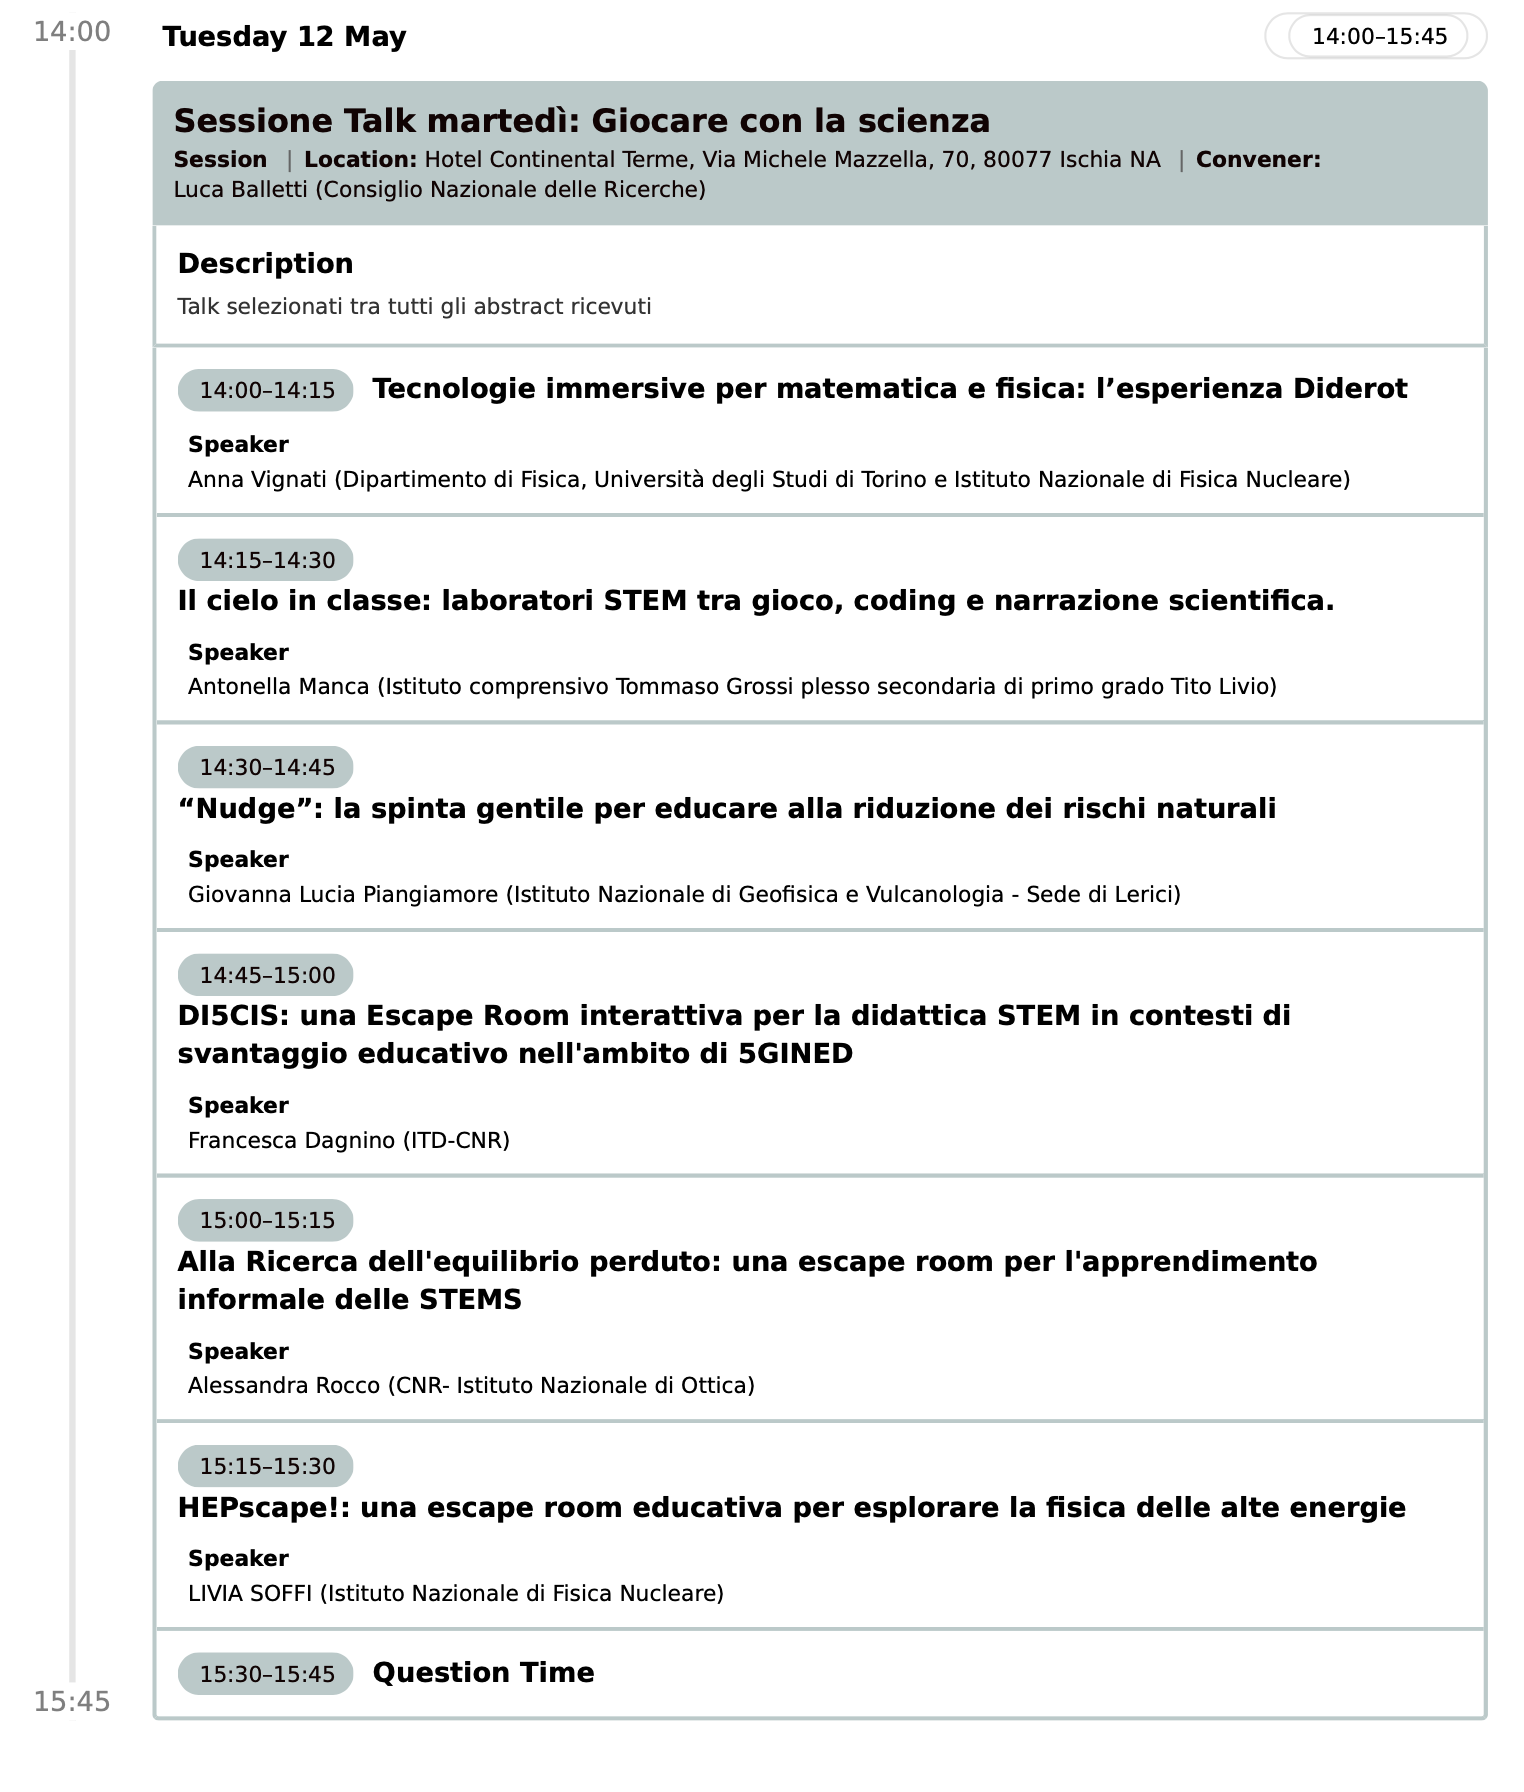 14:00
Tuesday 12 May
14:00–15:45
Sessione Talk martedì: Giocare con la scienza
Session | Location: Hotel Continental Terme, Via Michele Mazzella, 70, 80077 Ischia NA | Convener:
Luca Balletti (Consiglio Nazionale delle Ricerche)
Description
Talk selezionati tra tutti gli abstract ricevuti
14:00–14:15 Tecnologie immersive per matematica e fisica: l’esperienza Diderot
Speaker
Anna Vignati (Dipartimento di Fisica, Università degli Studi di Torino e Istituto Nazionale di Fisica Nucleare)
14:15–14:30
Il cielo in classe: laboratori STEM tra gioco, coding e narrazione scientifica.
Speaker
Antonella Manca (Istituto comprensivo Tommaso Grossi plesso secondaria di primo grado Tito Livio)
14:30–14:45
“Nudge”: la spinta gentile per educare alla riduzione dei rischi naturali
Speaker
Giovanna Lucia Piangiamore (Istituto Nazionale di Geofisica e Vulcanologia - Sede di Lerici)
14:45–15:00
DI5CIS: una Escape Room interattiva per la didattica STEM in contesti di
svantaggio educativo nell'ambito di 5GINED
Speaker
Francesca Dagnino (ITD-CNR)
15:00–15:15
Alla Ricerca dell'equilibrio perduto: una escape room per l'apprendimento
informale delle STEMS
Speaker
Alessandra Rocco (CNR- Istituto Nazionale di Ottica)
15:15–15:30
HEPscape!: una escape room educativa per esplorare la fisica delle alte energie
Speaker
LIVIA SOFFI (Istituto Nazionale di Fisica Nucleare)
15:30–15:45 Question Time
15:45